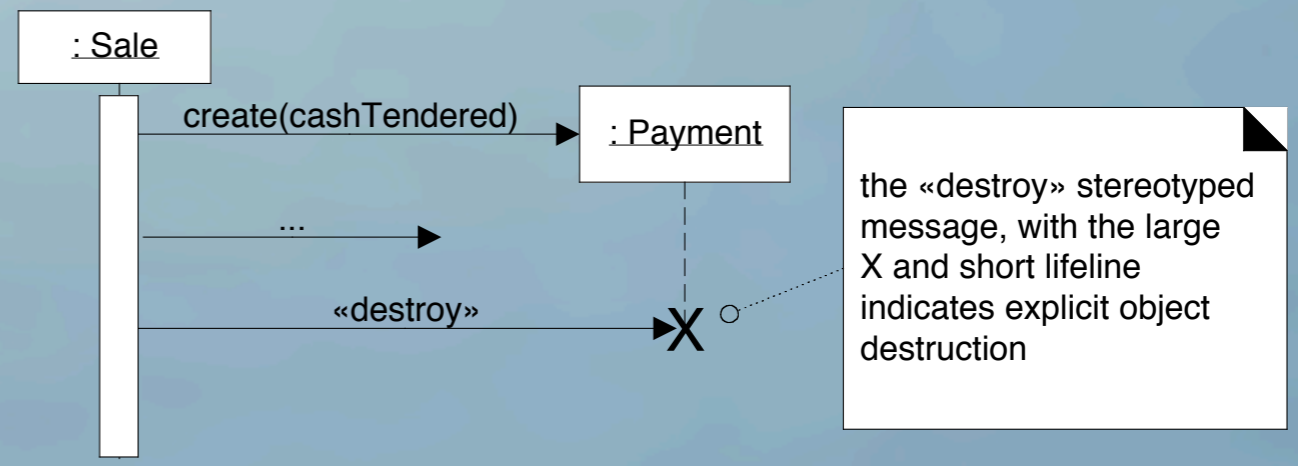 : Sale
create(cashTendered)
: Payment
...
«destroy»
X
the «destroy» stereotyped
message, with the large
X and short lifeline
indicates explicit object
destruction